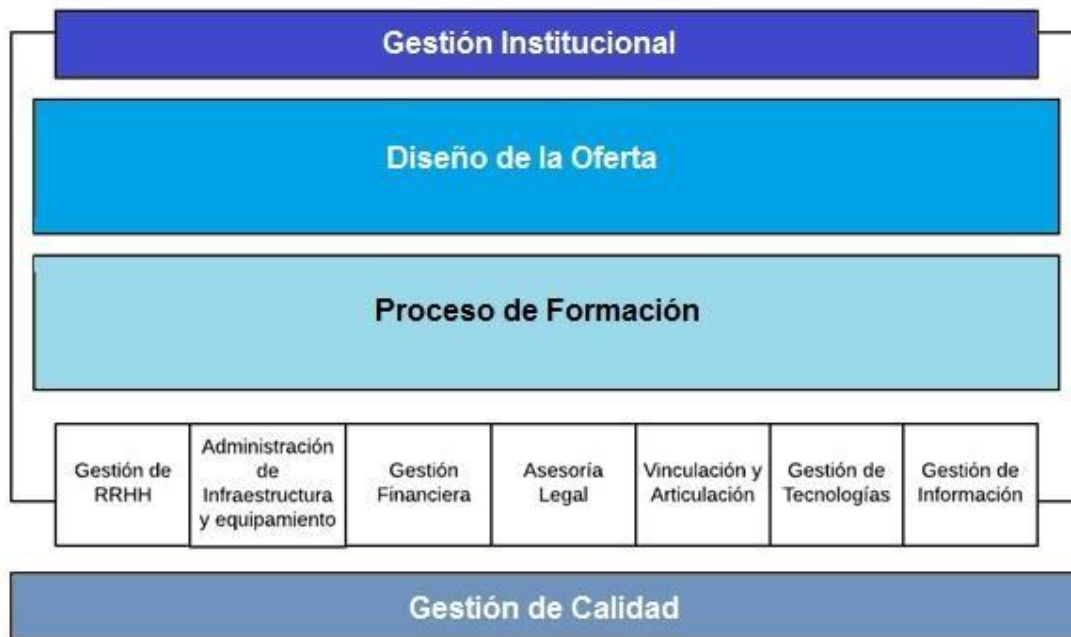 Gestión Institucional
Diseño de la Oferta
Proceso de Formación
Gestión de
RRHH
Administración
de
Infraestructura
y equipamiento
Gestión
Financiera
Asesoría
Legal
Vinculación y
Articulación
Gestión de
Tecnologías
Gestión de
Información
Gestión de Calidad